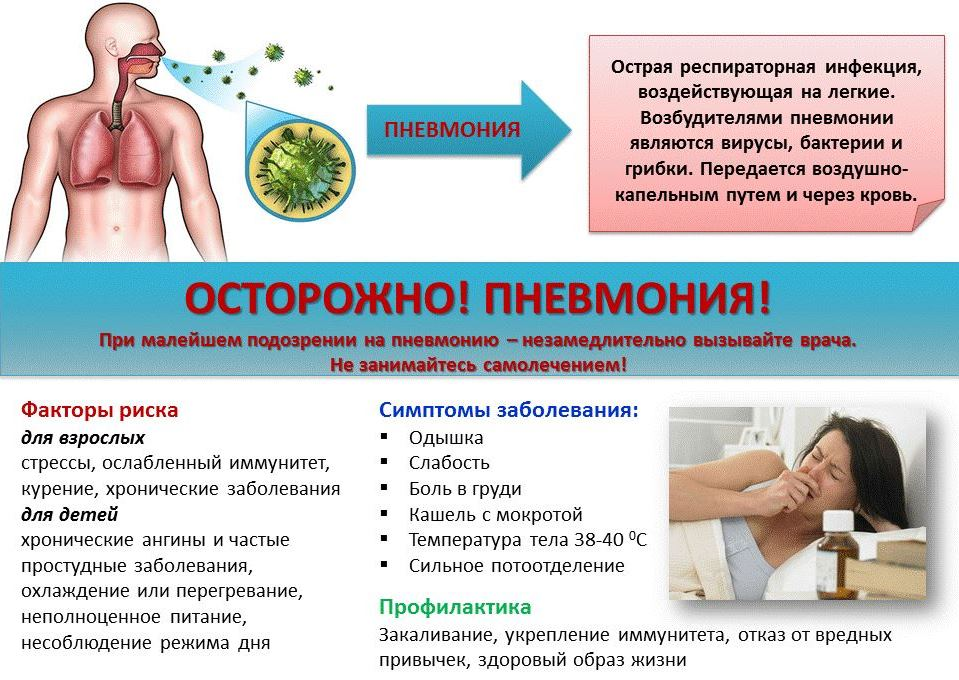 ПНЕВМОНИЯ
Острая респираторная инфекция,
воздействующая на легкие.
Возбудителями пневмонии
являются вирусы, бактерии и
грибки. Передается воздушно-
капельным путем и через кровь.
ОСТОРОЖНО! ПНЕВМОНИЯ!
При малейшем подозрении на пневмонию – незамедлительно вызывайте врача.
Не занимайтесь самолечением!
Факторы риска
для взрослых
стрессы, ослабленный иммунитет,
курение, хронические заболевания
для детей
хронические ангины и частые
простудные заболевания,
охлаждение или перегревание,
неполноценное питание,
несоблюдение режима дня
Симптомы заболевания:
▪ Одышка
▪ Слабость
▪ Боль в груди
▪ Кашель с мокротой
▪ Температура тела 38-40 ⁰С
▪ Сильное потоотделение
Профилактика
Закаливание, укрепление иммунитета, отказ от вредных
привычек, здоровый образ жизни